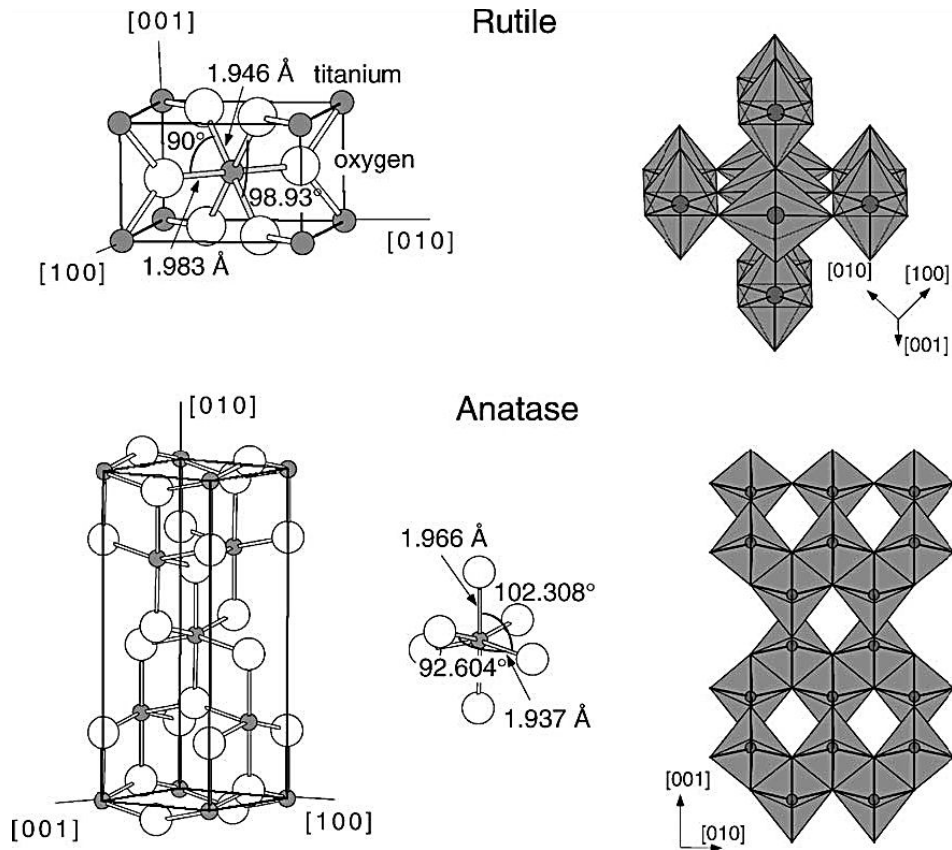 Rutile
[001]
1.946 Å
titanium
90°
oxygen
98.93°
[010]
[100]
1.983 Å
[010]
[100]
[001]
Anatase
[010]
1.966 Å
102.308°
92.604°
1.937 Å
[001]
[100]
[001]
[010]